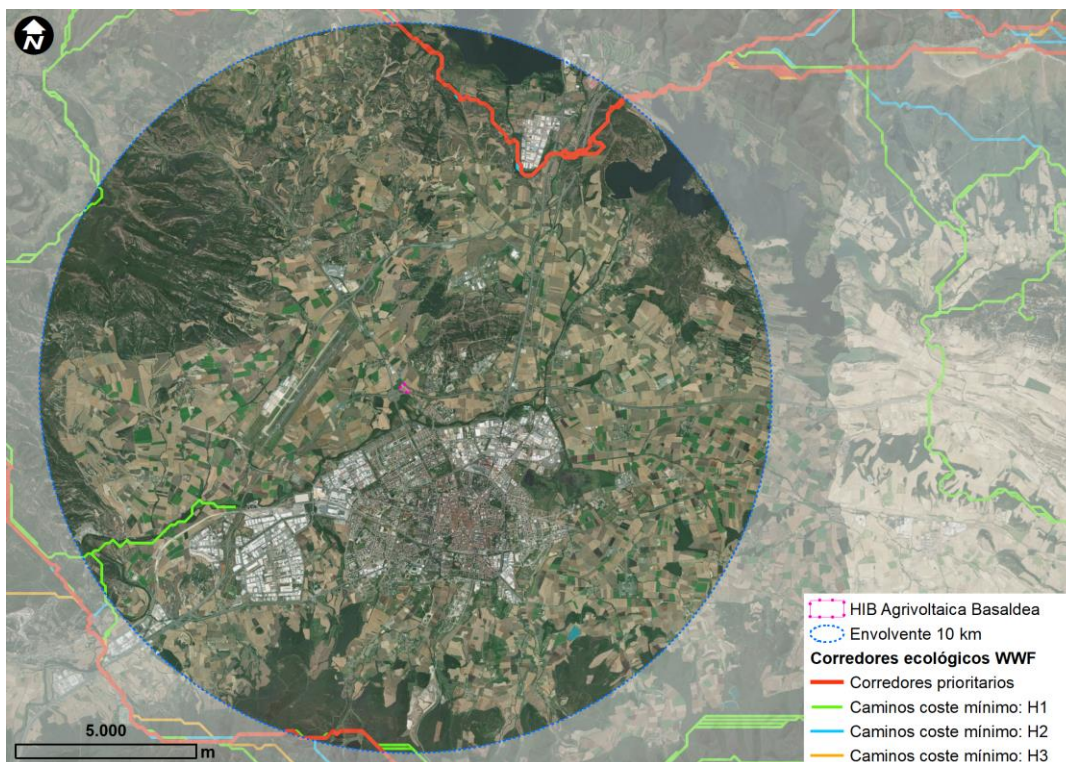 N
HIB Agrivoltaica Basaldea
Envolvente 10 km
Corredores ecológicos WWF
Corredores prioritarios
Caminos coste mínimo: H1
Caminos coste mínimo: H2
Caminos coste mínimo: H3
5.000
m